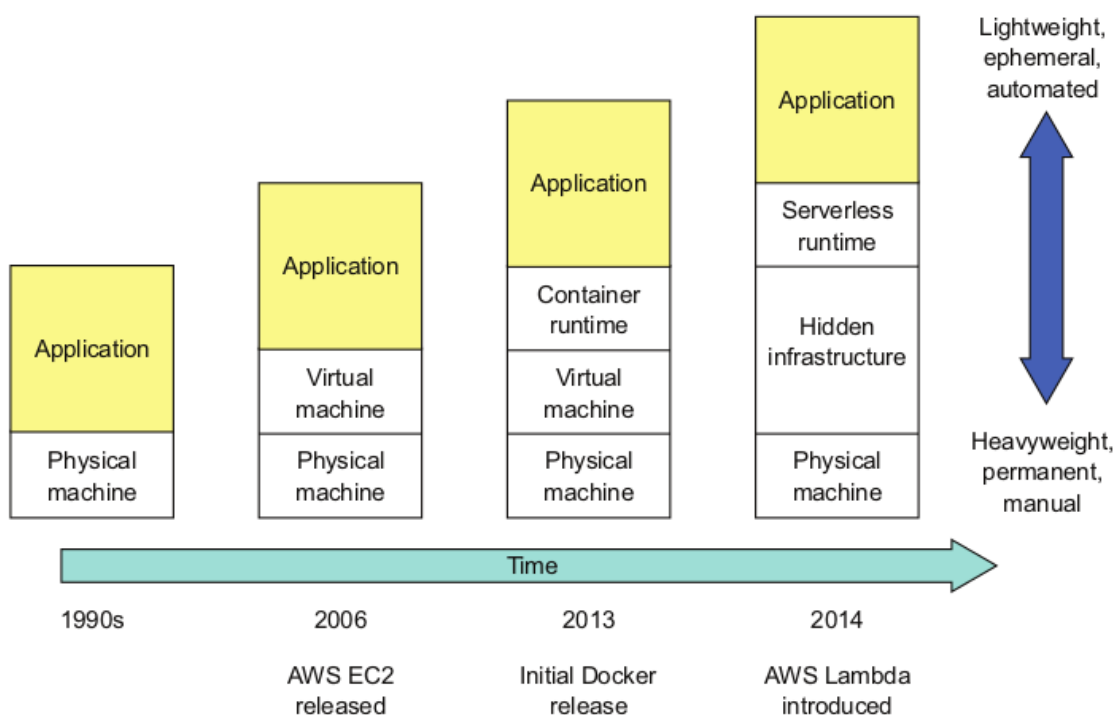 Application
Physical
machine
Application
Virtual
machine
Physical
machine
Application
Container
runtime
Virtual
machine
Physical
machine
Application
Serverless
runtime
Hidden
infrastructure
Physical
machine
Lightweight,
ephemeral,
automated
Heavyweight,
permanent,
manual
Time
1990s
2006
AWS EC2
released
2013
Initial Docker
release
2014
AWS Lambda
introduced